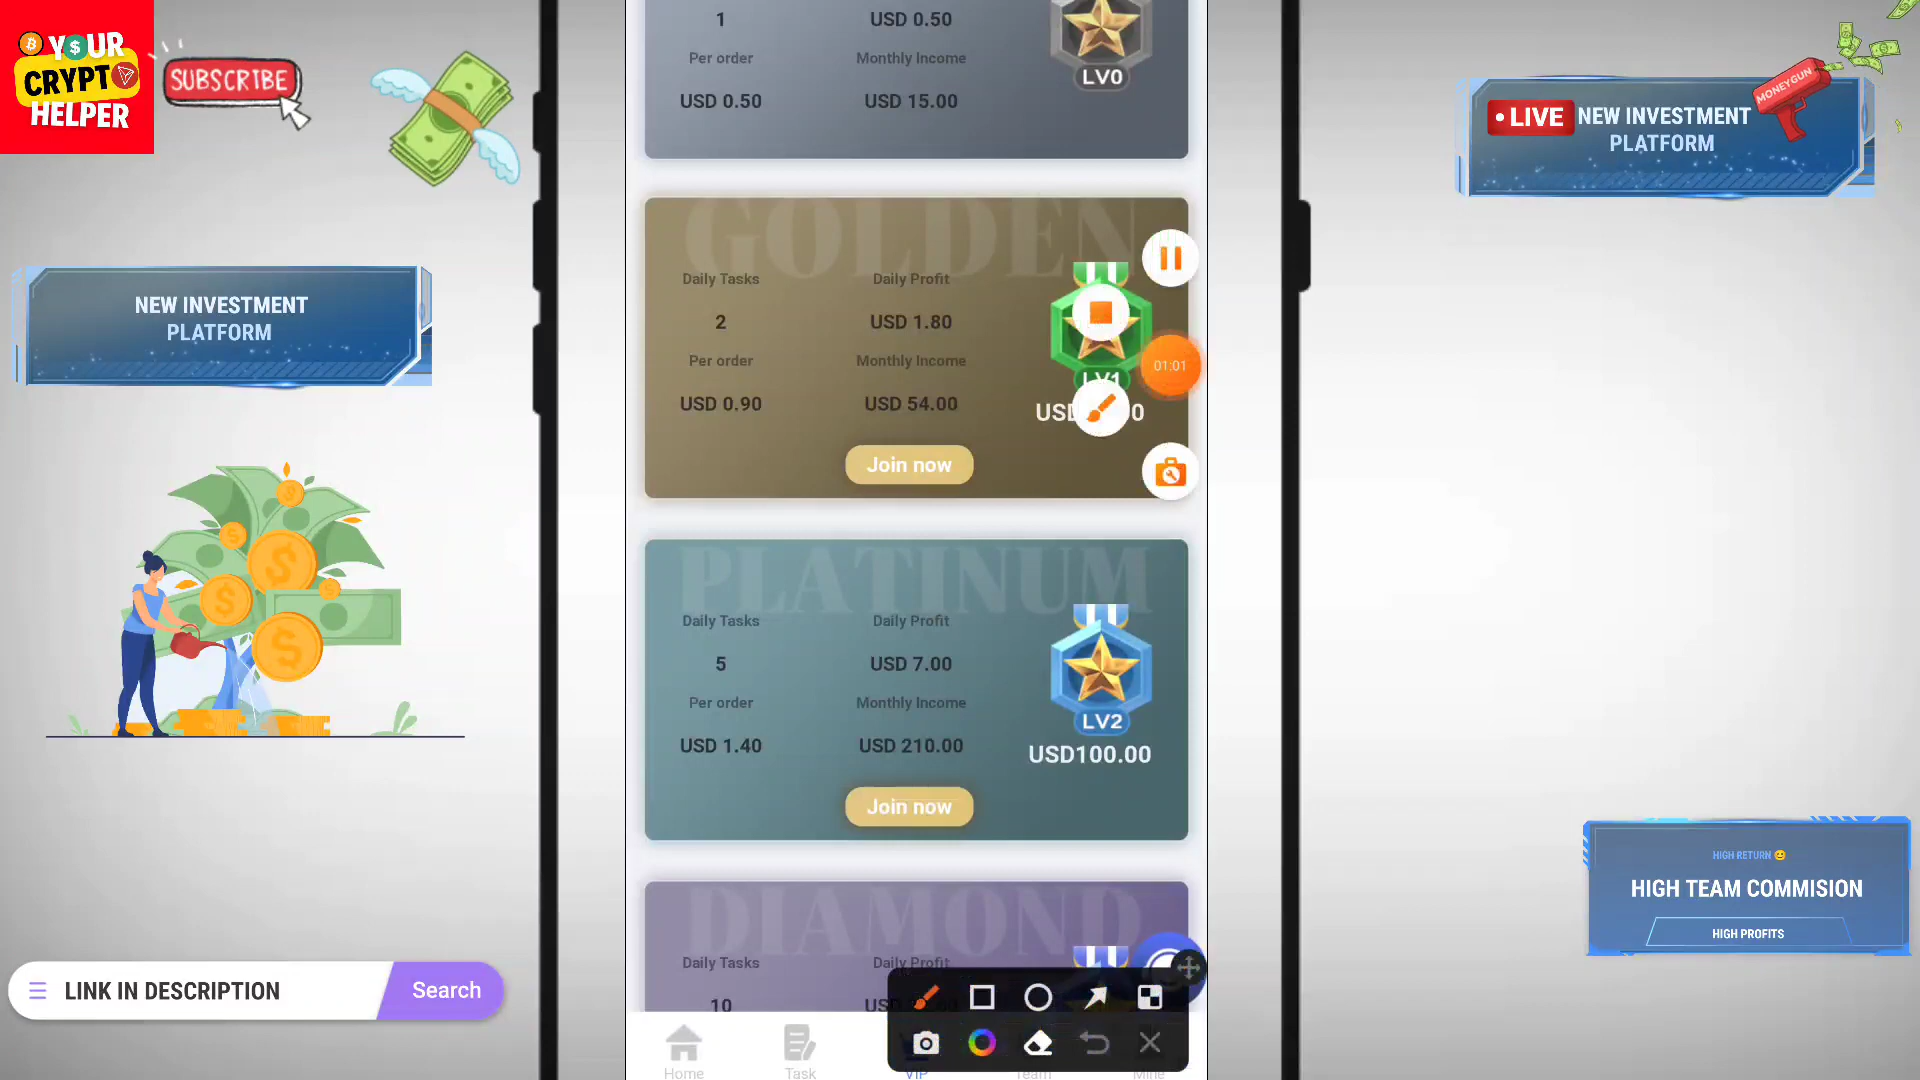 YOUR
CRYPTO
HELPER
SUBSCRIBE
NEW INVESTMENT
PLATFORM
LINK IN DESCRIPTION
Search
1
USD 0.50
Per order
Monthly Income
USD 0.50
USD 15.00
LV0
GOLDEN
Daily Tasks
Daily Profit
2
USD 1.80
Per order
Monthly Income
USD 0.90
USD 54.00
LV1
01:01
Join now
PLATINUM
Daily Tasks
Daily Profit
5
USD 7.00
Per order
Monthly Income
USD 1.40
USD 210.00
LV2
USD100.00
Join now
DIAMOND
Daily Tasks
Daily Profit
10
Home
Task
VIP
Team
Mine
• LIVE
NEW INVESTMENT
PLATFORM
MONEYGUN
HIGH RETURN 😊
HIGH TEAM COMMISION
HIGH PROFITS